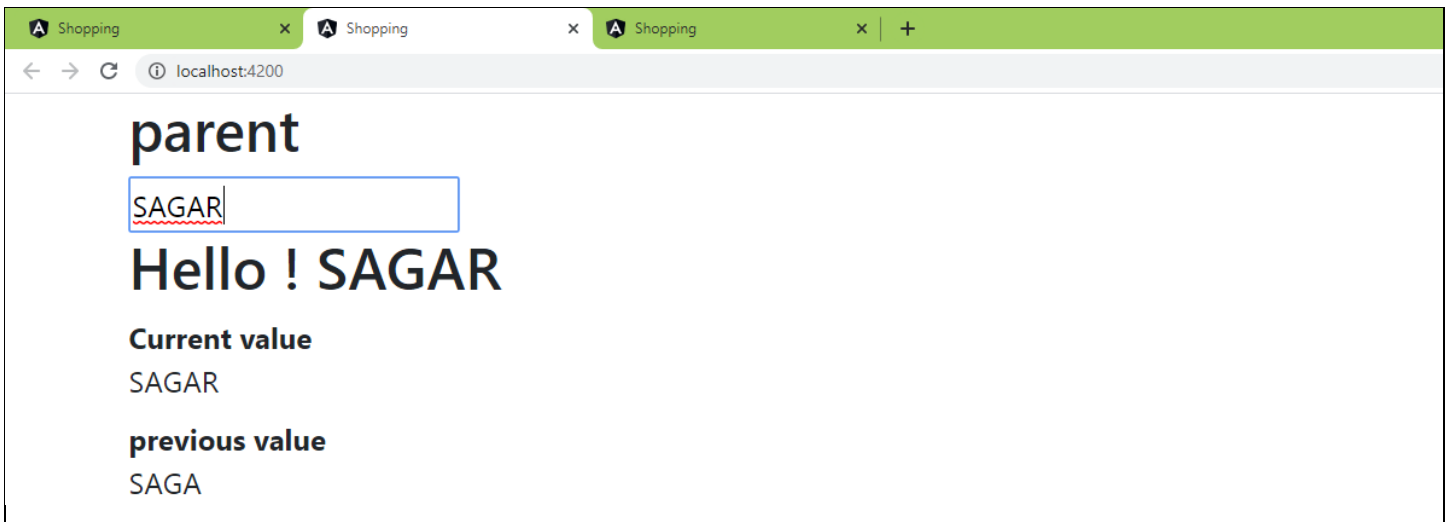 Shopping Shopping Shopping
localhost:4200
parent
SAGAR
Hello ! SAGAR
Current value
SAGAR
previous value
SAGA